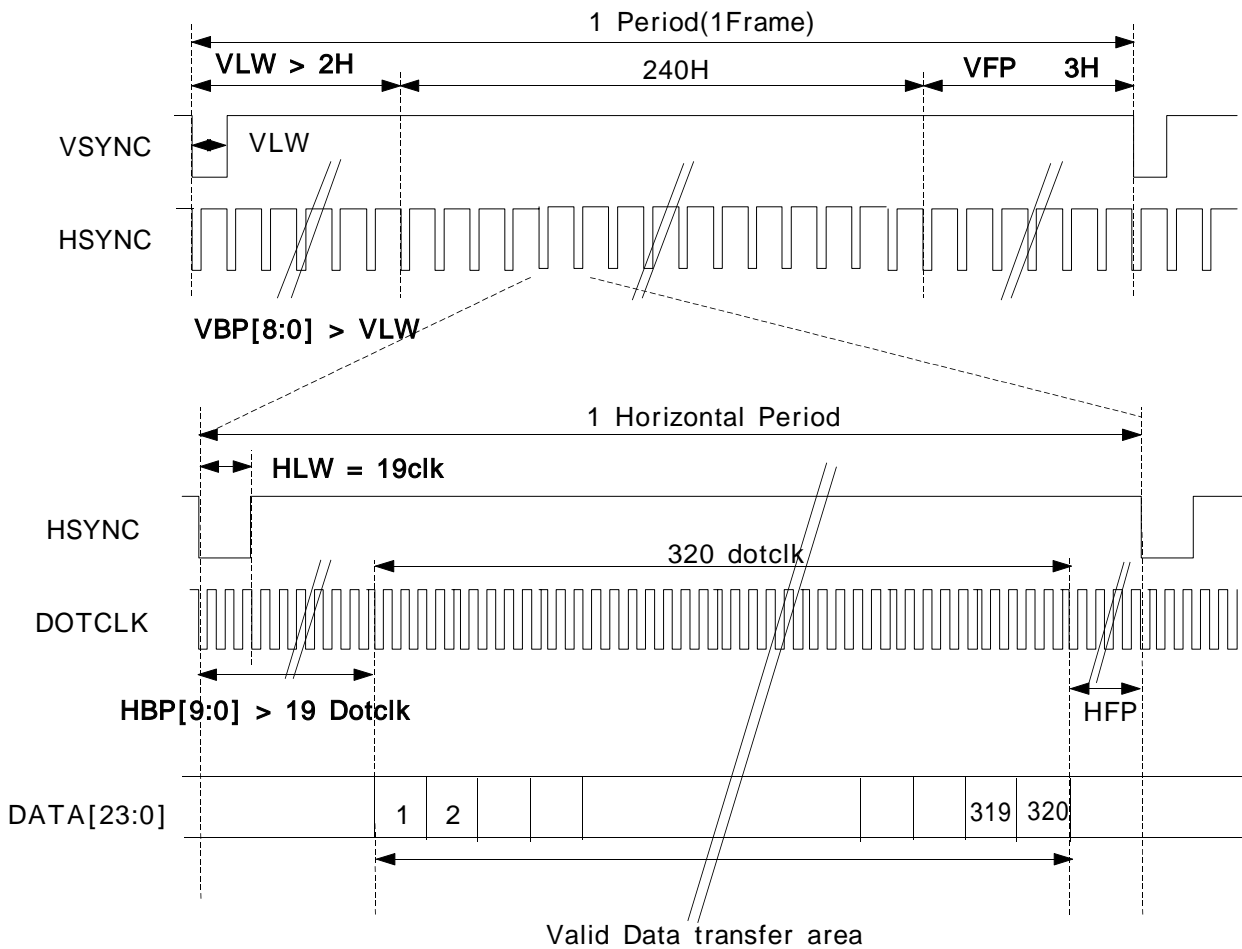 1 Period(1Frame)
VLW > 2H
240H
VFP 3H
VSYNC
VLW
HSYNC
VBP[8:0] > VLW
1 Horizontal Period
HLW = 19clk
HSYNC
320 dotclk
DOTCLK
HBP[9:0] > 19 Dotclk
HFP
DATA[23:0]
1
2
319
320
Valid Data transfer area